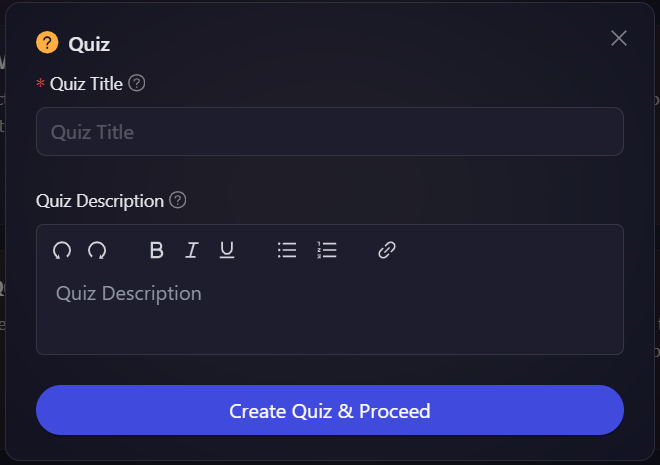 Quiz
* Quiz Title
Quiz Title
Quiz Description
B I U
Quiz Description
Create Quiz & Proceed